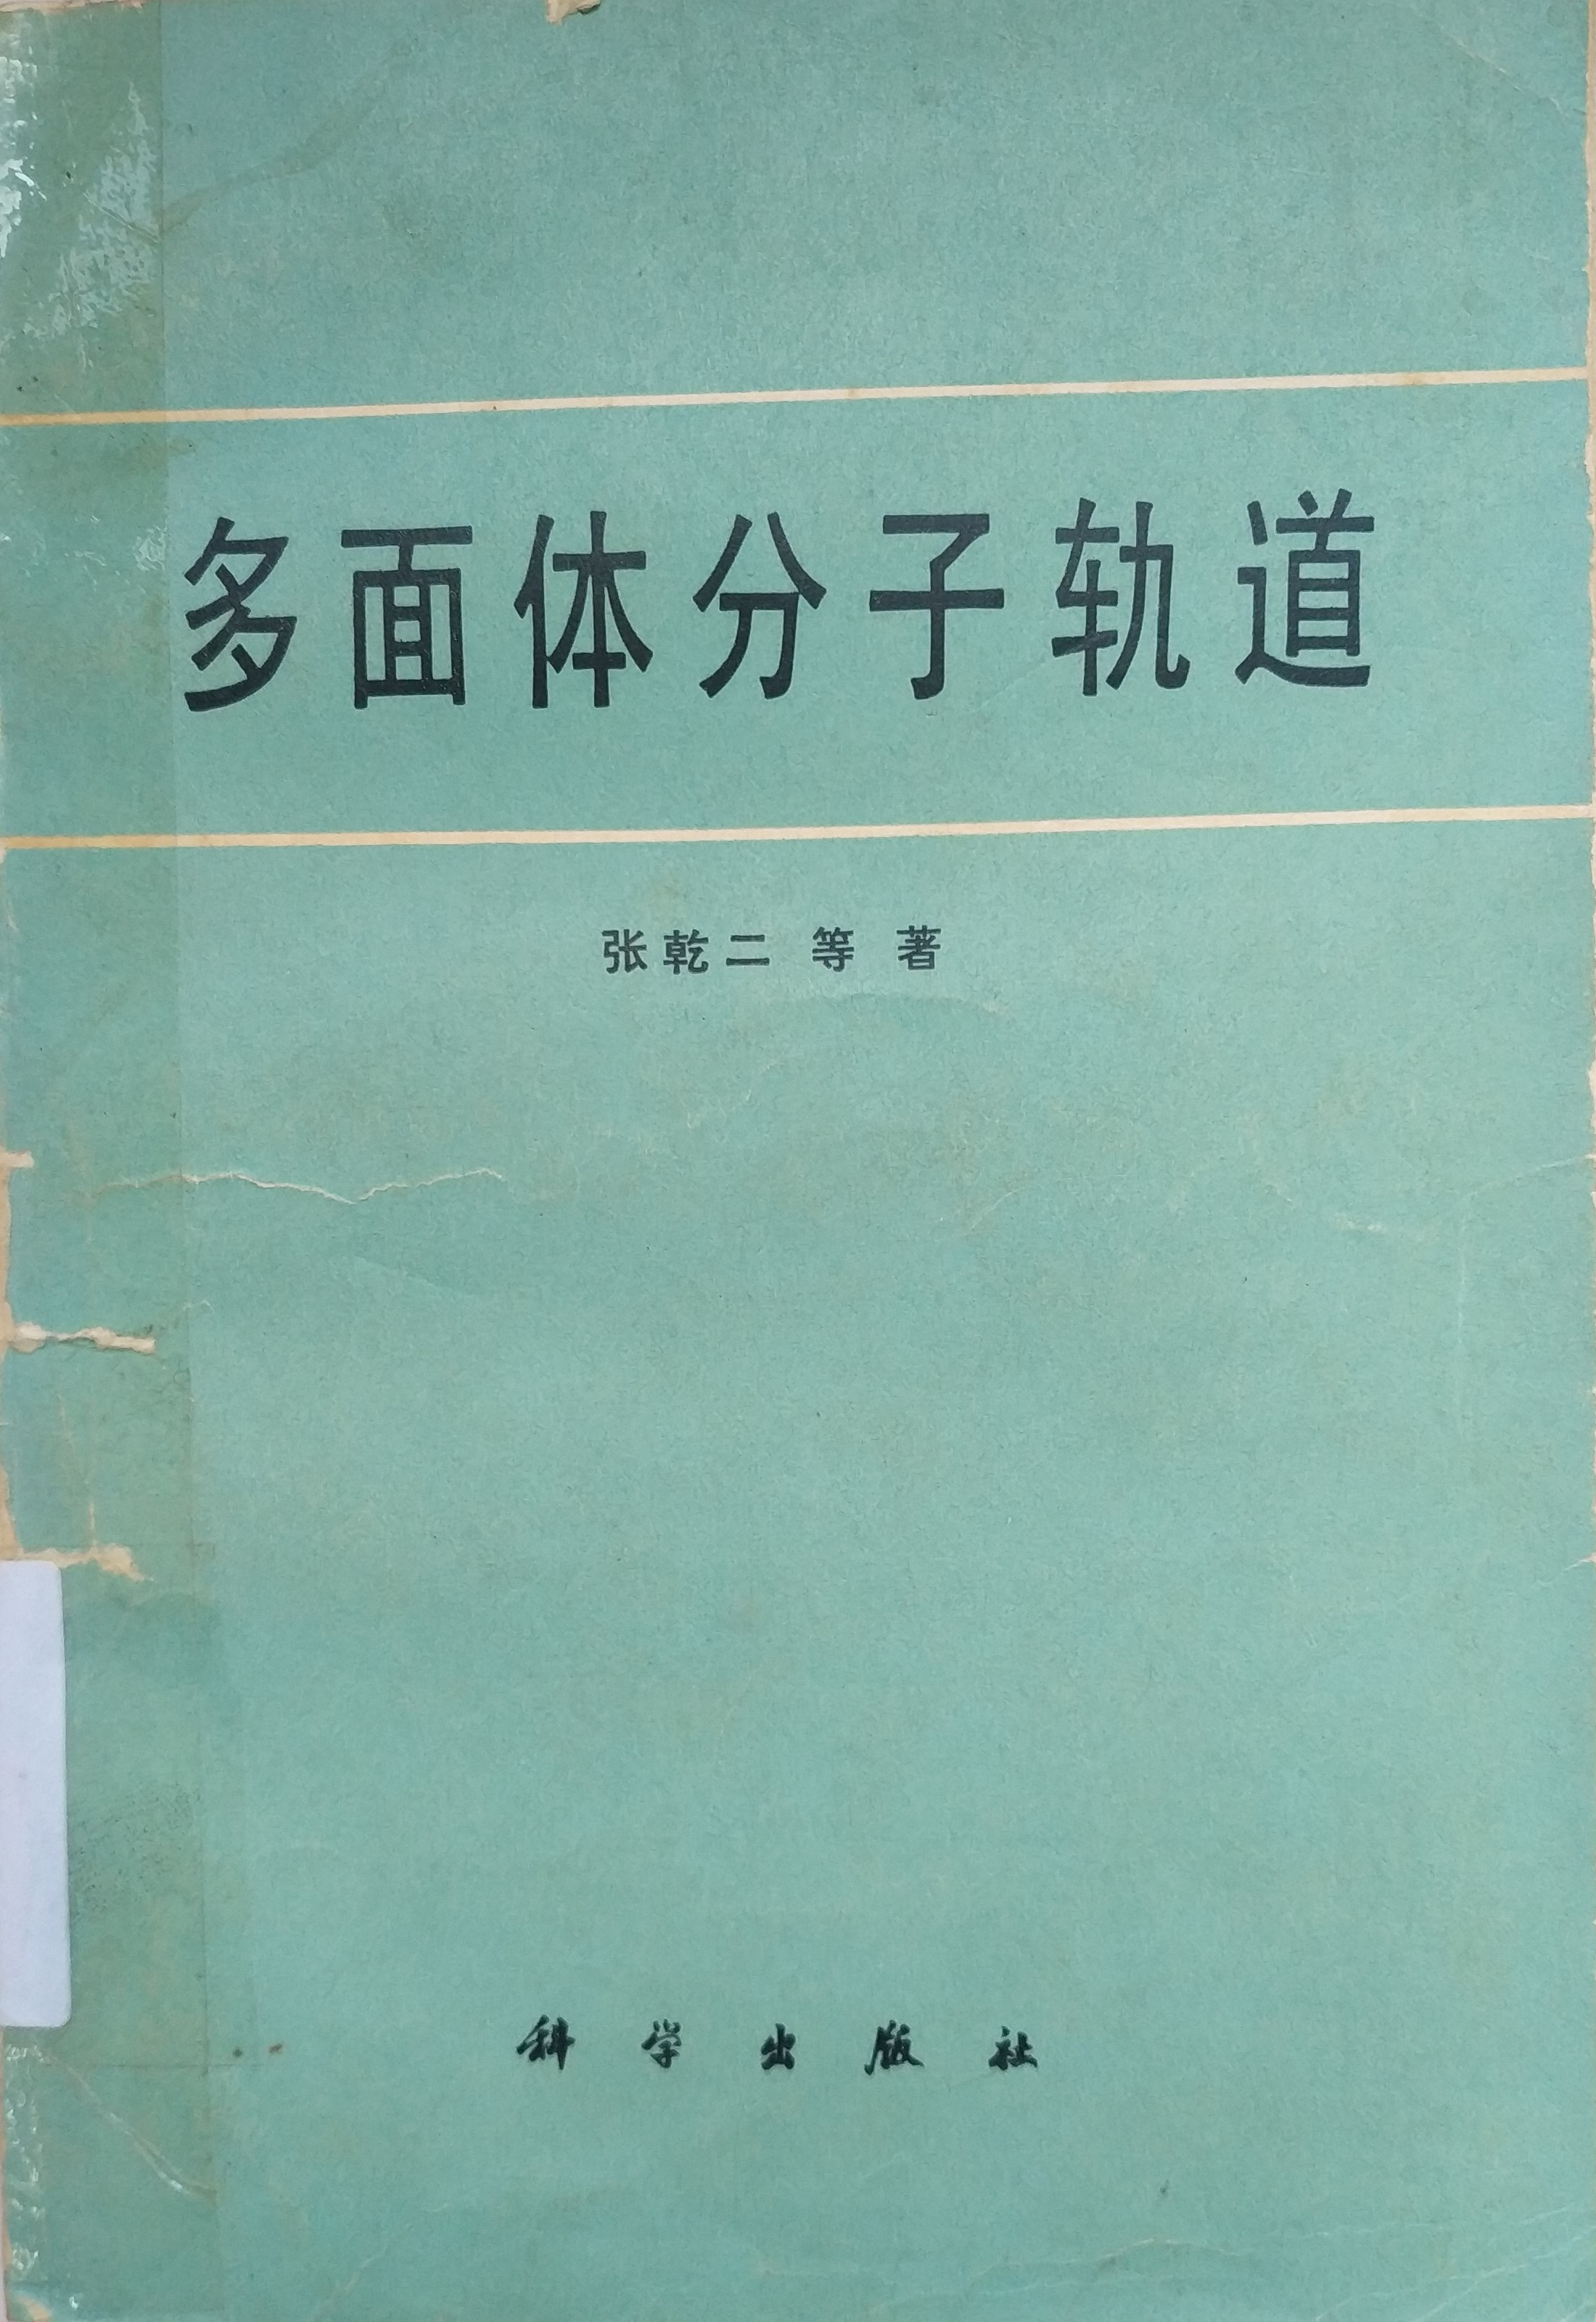 多面体分子轨道
张乾二 等 著
科学出版社